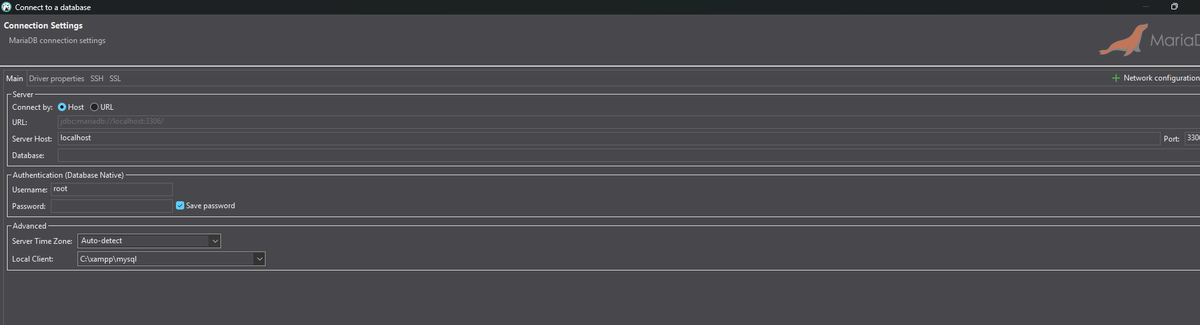 Connect to a database
Connection Settings
MariaDB connection settings
MariaD
Main Driver properties SSH SSL Network configuration
Server
Connect by: Host URL
URL: jdbc:mariadb://localhost:3306/
Server Host: localhost Port: 330
Database:
Authentication (Database Native)
Username: root
Password: Save password
Advanced
Server Time Zone: Auto-detect
Local Client: C:\xampp\mysql